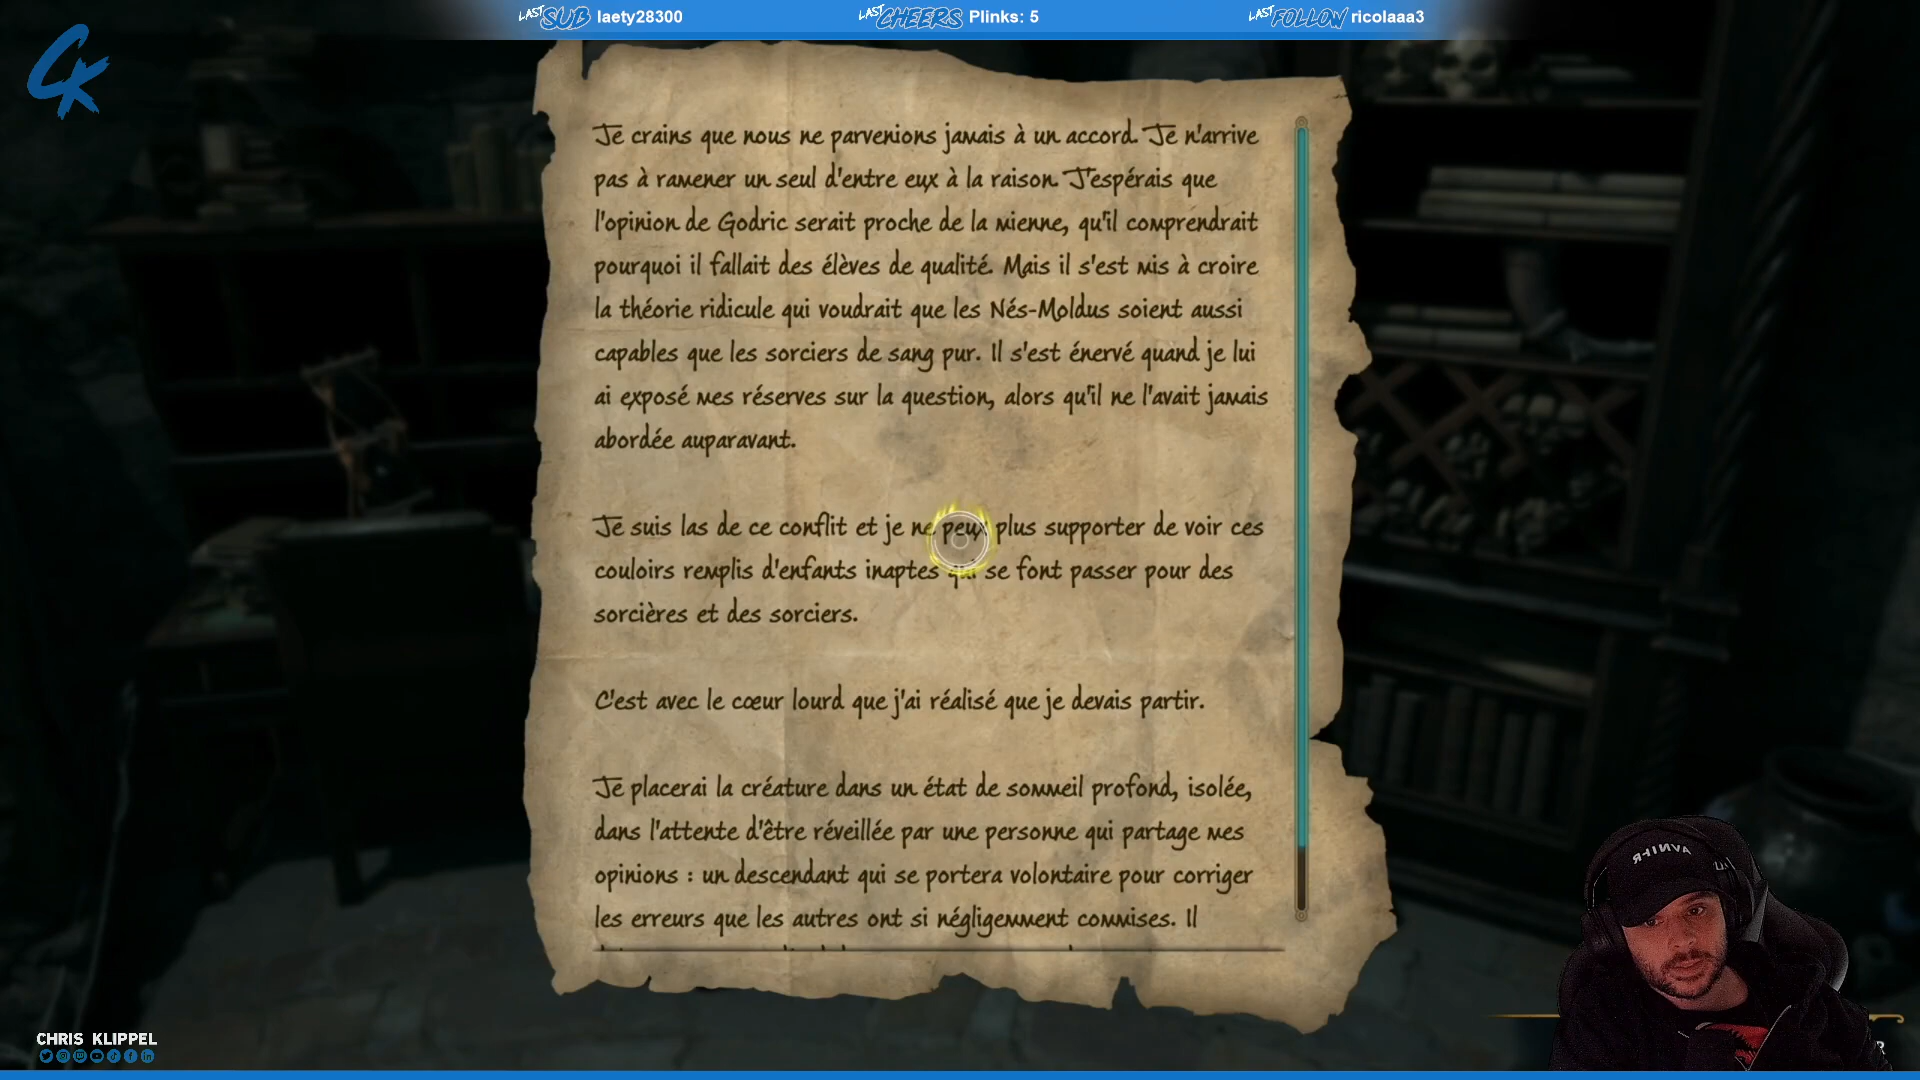 LAST SUB laety28300
LAST CHEERS Plinks: 5
LAST FOLLOW ricolaaa3
CK
Je crains que nous ne parvenions jamais à un accord. Je n'arrive
pas à ramener un seul d'entre eux à la raison. J'espérais que
l'opinion de Godric serait proche de la mienne, qu'il comprendrait
pourquoi il fallait des élèves de qualité. Mais il s'est mis à croire
la théorie ridicule qui voudrait que les Nés-Moldus soient aussi
capables que les sorciers de sang pur. Il s'est énervé quand je lui
ai exposé mes réserves sur la question, alors qu'il ne l'avait jamais
abordée auparavant.
Je suis las de ce conflit et je ne peux plus supporter de voir ces
couloirs remplis d'enfants inaptes qui se font passer pour des
sorcières et des sorciers.
C'est avec le cœur lourd que j'ai réalisé que je devais partir.
Je placerai la créature dans un état de sommeil profond, isolée,
dans l'attente d'être réveillée par une personne qui partage mes
opinions : un descendant qui se portera volontaire pour corriger
les erreurs que les autres ont si négligemment commises. Il
CHRIS KLIPPEL
R